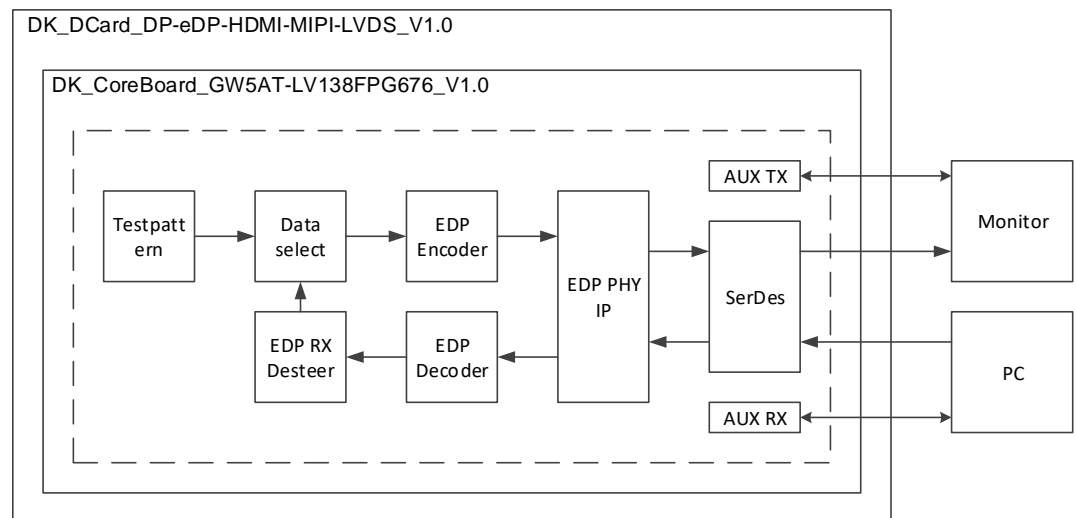 DK_DCard_DP-eDP-HDMI-MIPI-LVDS_V1.0
DK_CoreBoard_GW5AT-LV138FPG676_V1.0
AUX TX
Testpatt
ern
Data
select
EDP
Encoder
EDP PHY
IP
SerDes
Monitor
EDP RX
Desteer
EDP
Decoder
PC
AUX RX